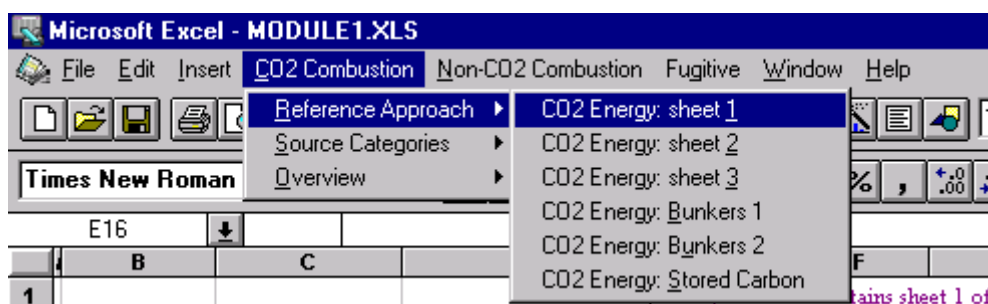 Microsoft Excel - MODULE1.XLS
File Edit Insert CO2 Combustion Non-CO2 Combustion Fugitive Window Help
Reference Approach
Source Categories
Overview
CO2 Energy: sheet 1
CO2 Energy: sheet 2
CO2 Energy: sheet 3
CO2 Energy: Bunkers 1
CO2 Energy: Bunkers 2
CO2 Energy: Stored Carbon
Times New Roman % , .00
E16
B C F
1 tains sheet 1 of